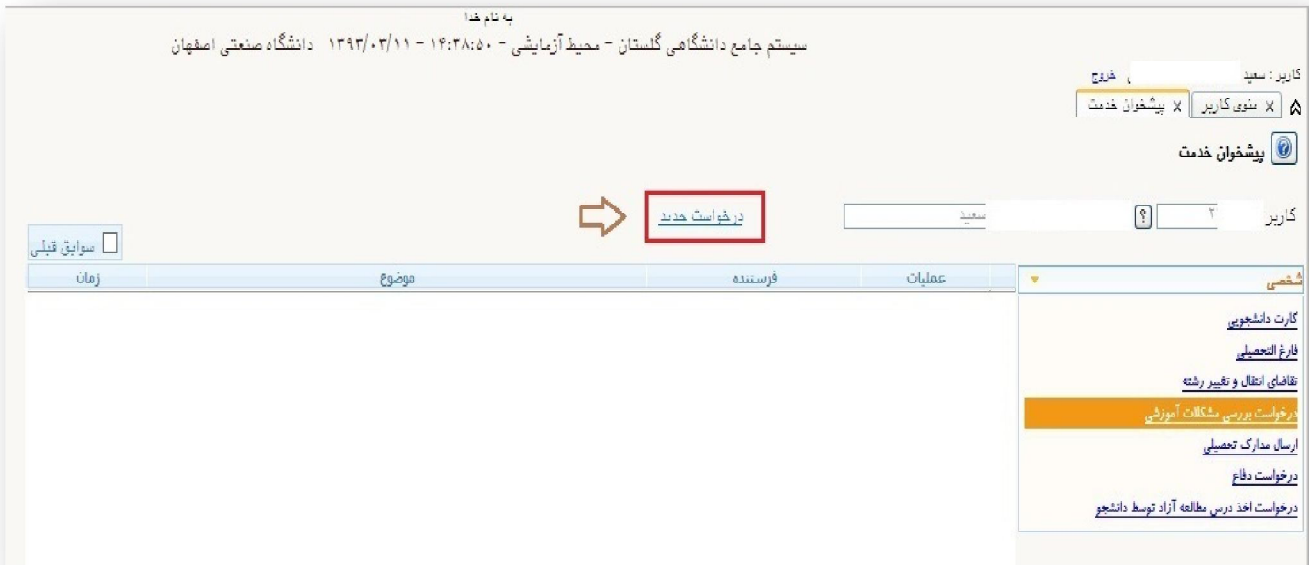 به نام خدا
سیستم جامع دانشگاهی گلستان - محیط آزمایشی - ۱۴:۳۸:۵۰ - ۱۳۹۳/۰۳/۱۱ دانشگاه صنعتی اصفهان
کاربر : سعید خروج
x منوی کاربر x پیشخوان خدمت
پیشخوان خدمت
کاربر ۲ ؟ سعید درخواست جدید
سوابق قبلی
عملیات فرستنده موضوع زمان
شخصی
کارت دانشجویی
فارغ التحصیلی
تقاضای انتقال و تغییر رشته
درخواست بررسی مشکلات آموزشی
ارسال مدارک تحصیلی
درخواست دفاع
درخواست اخذ درس مطالعه آزاد توسط دانشجو